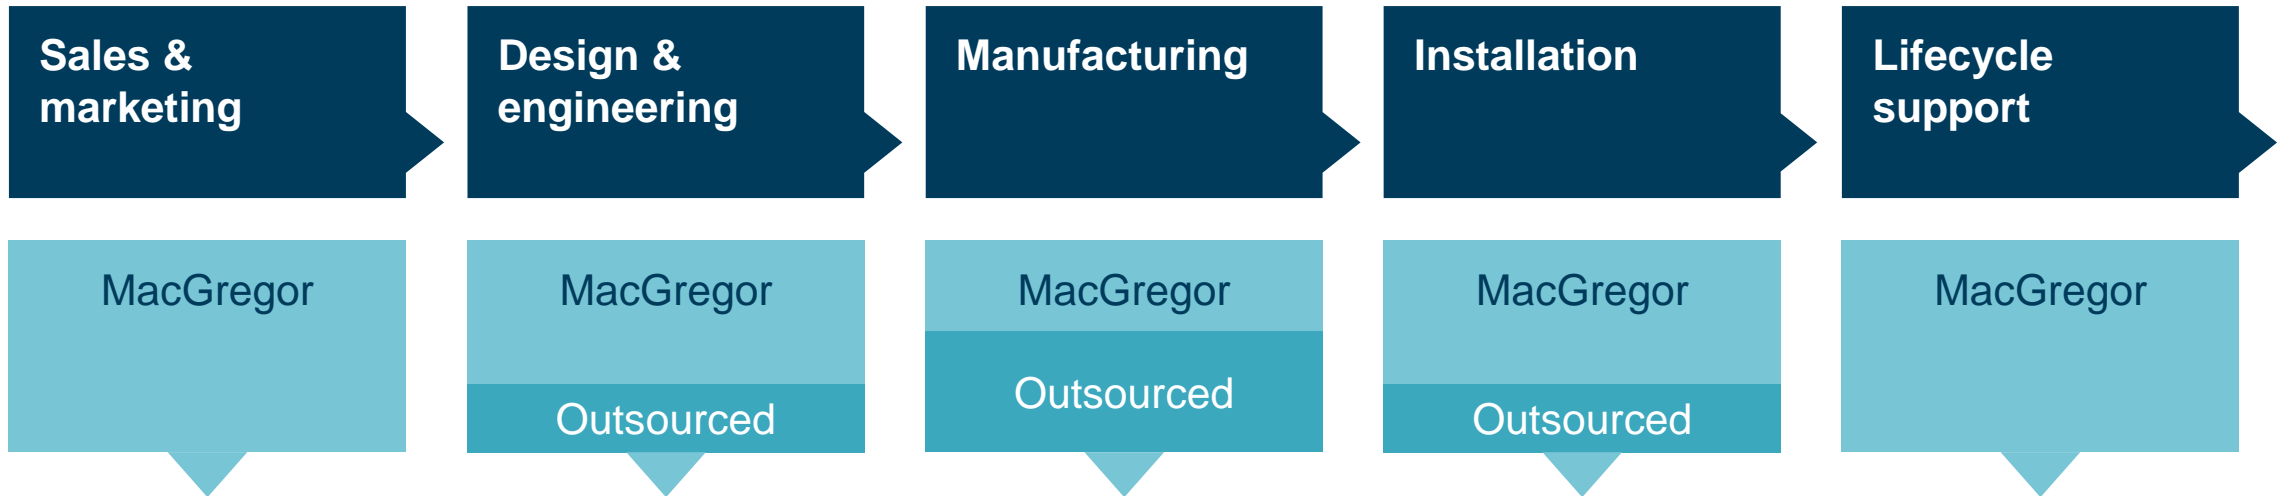 Sales &
marketing
Design &
engineering
Manufacturing
Installation
Lifecycle
support
MacGregor
MacGregor
Outsourced
MacGregor
Outsourced
MacGregor
Outsourced
MacGregor